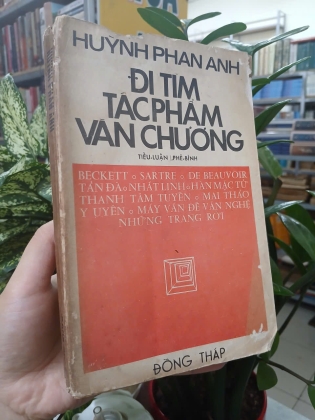 HUỲNH PHAN ANH
ĐI TÌM
TÁC PHẨM
VĂN CHƯƠNG
TIỂU-LUẬN, PHÊ-BÌNH
BECKETT ○ SARTRE ○ DE BEAUVOIR
TẢN ĐÀ ○ NHẤT LINH ○ HÀN MẶC TỬ
THANH TÂM TUYỀN ○ MAI THẢO
Y UYÊN ○ MẤY VẤN ĐỀ VĂN NGHỆ
NHỮNG TRANG RỜI
ĐỒNG THÁP